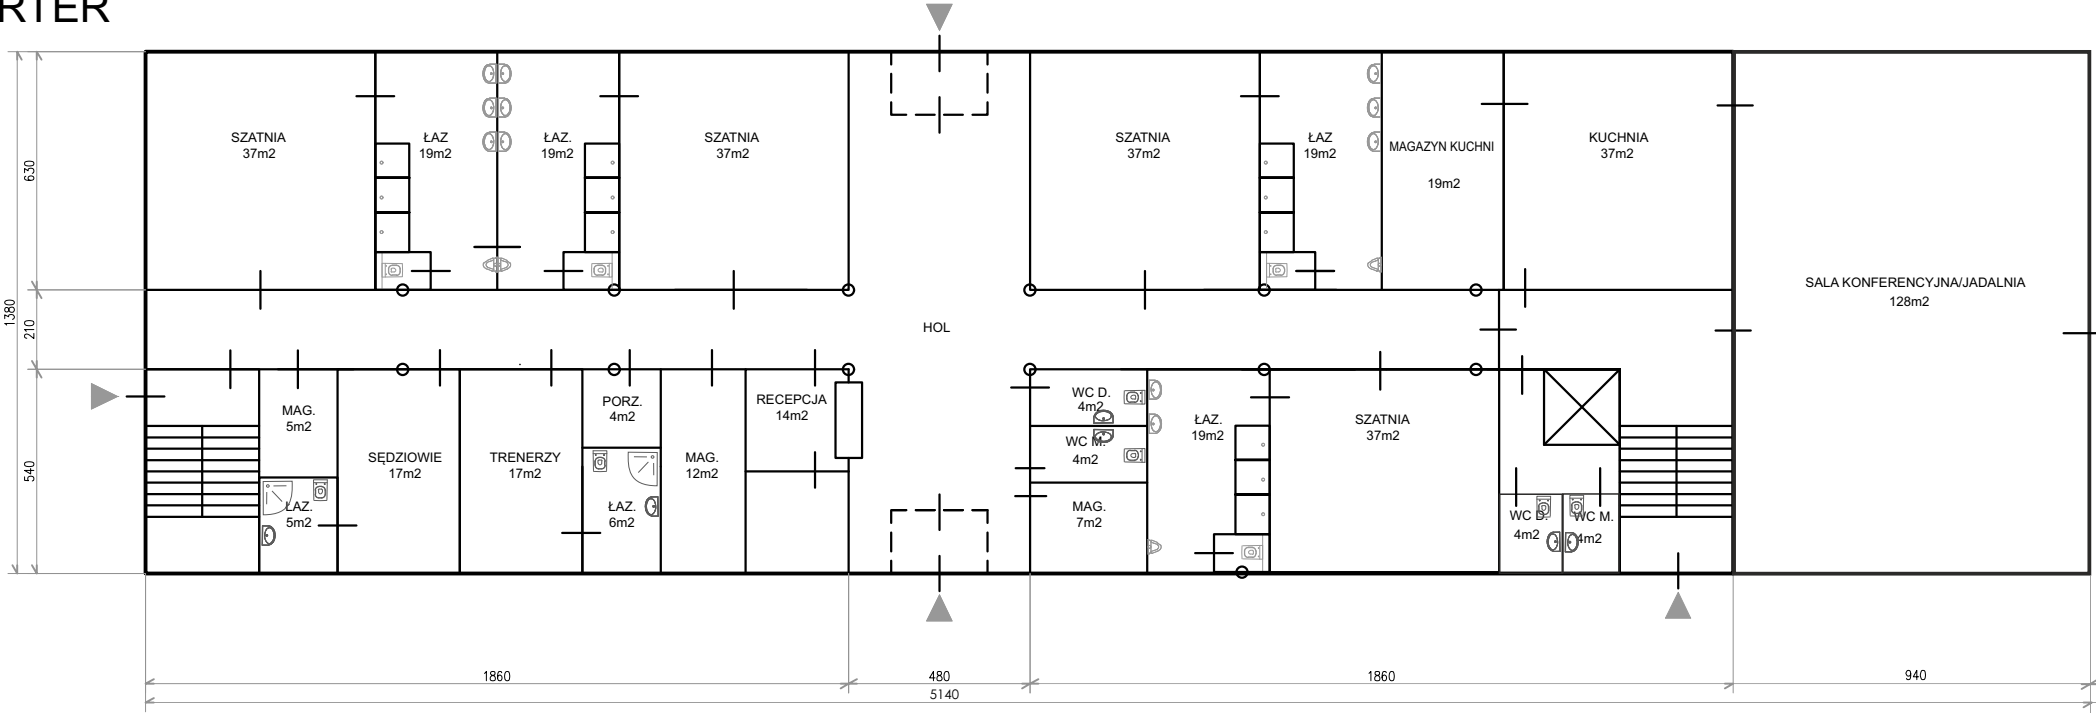 RTER
SZATNIA
37m2
ŁAZ
19m2
ŁAZ.
19m2
SZATNIA
37m2
SZATNIA
37m2
ŁAZ
19m2
MAGAZYN KUCHNI
19m2
KUCHNIA
37m2
SALA KONFERENCYJNA/JADALNIA
128m2
HOL
MAG.
5m2
ŁAZ.
5m2
SĘDZIOWIE
17m2
TRENERZY
17m2
PORZ.
4m2
ŁAZ.
6m2
MAG.
12m2
RECEPCJA
14m2
WC D.
4m2
WC M.
4m2
MAG.
7m2
ŁAZ.
19m2
SZATNIA
37m2
WC D.
4m2
WC M.
4m2
630
210
540
1380
1860
480
1860
940
5140